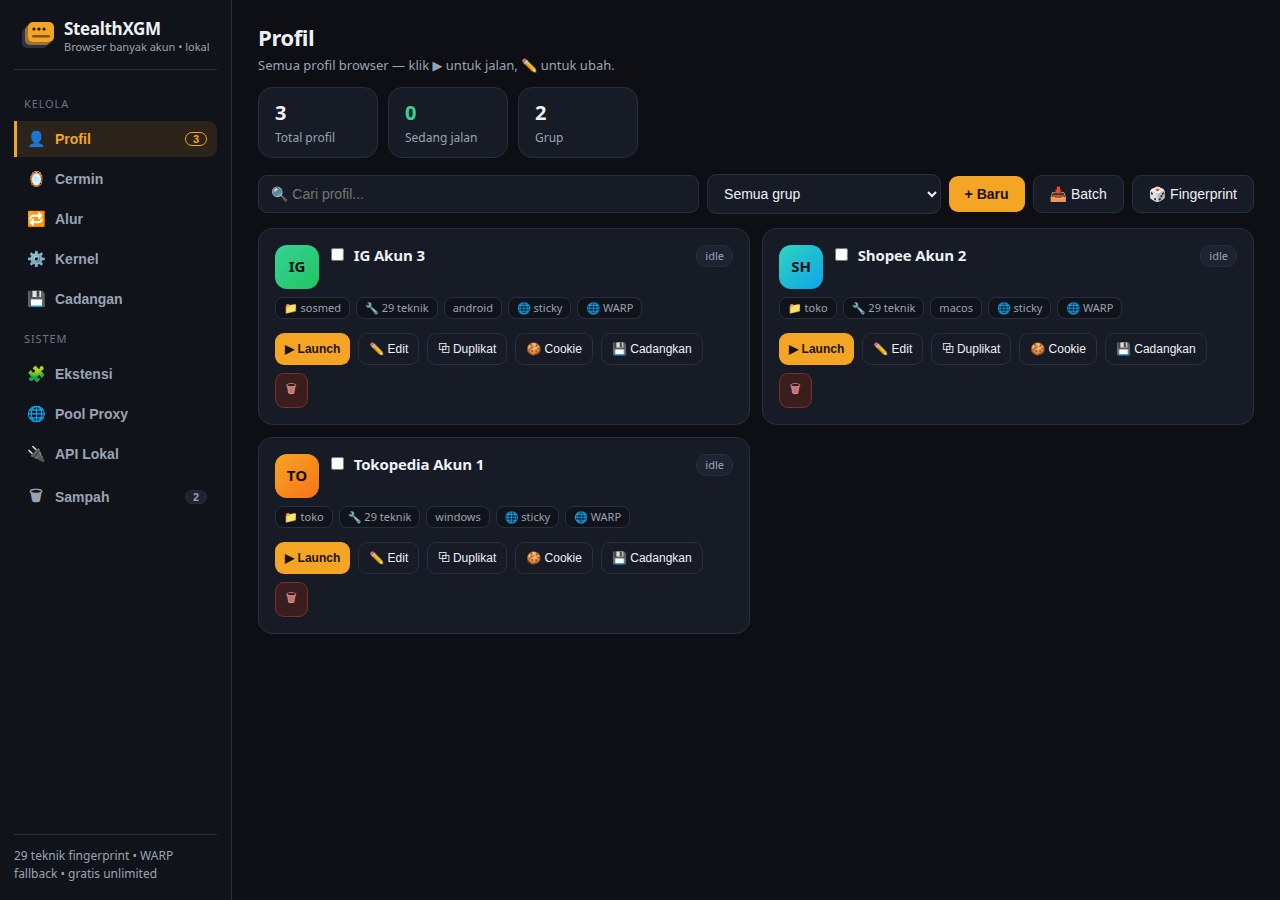 StealthXGM
Browser banyak akun • lokal
KELOLA
👤 Profil 3
🪞 Cermin
🔁 Alur
⚙️ Kernel
💾 Cadangan
SISTEM
🧩 Ekstensi
🌐 Pool Proxy
🔌 API Lokal
🗑 Sampah 2
29 teknik fingerprint • WARP
fallback • gratis unlimited
Profil
Semua profil browser — klik ▶ untuk jalan, ✏️ untuk ubah.
3
Total profil
0
Sedang jalan
2
Grup
🔍 Cari profil...
Semua grup
+ Baru
📥 Batch
🎲 Fingerprint
IG
IG Akun 3
idle
📁 sosmed 🔧 29 teknik android 🌐 sticky 🌐 WARP
▶ Launch ✏️ Edit ⧉ Duplikat 🍪 Cookie 💾 Cadangkan
🗑
SH
Shopee Akun 2
idle
📁 toko 🔧 29 teknik macos 🌐 sticky 🌐 WARP
▶ Launch ✏️ Edit ⧉ Duplikat 🍪 Cookie 💾 Cadangkan
🗑
TO
Tokopedia Akun 1
idle
📁 toko 🔧 29 teknik windows 🌐 sticky 🌐 WARP
▶ Launch ✏️ Edit ⧉ Duplikat 🍪 Cookie 💾 Cadangkan
🗑